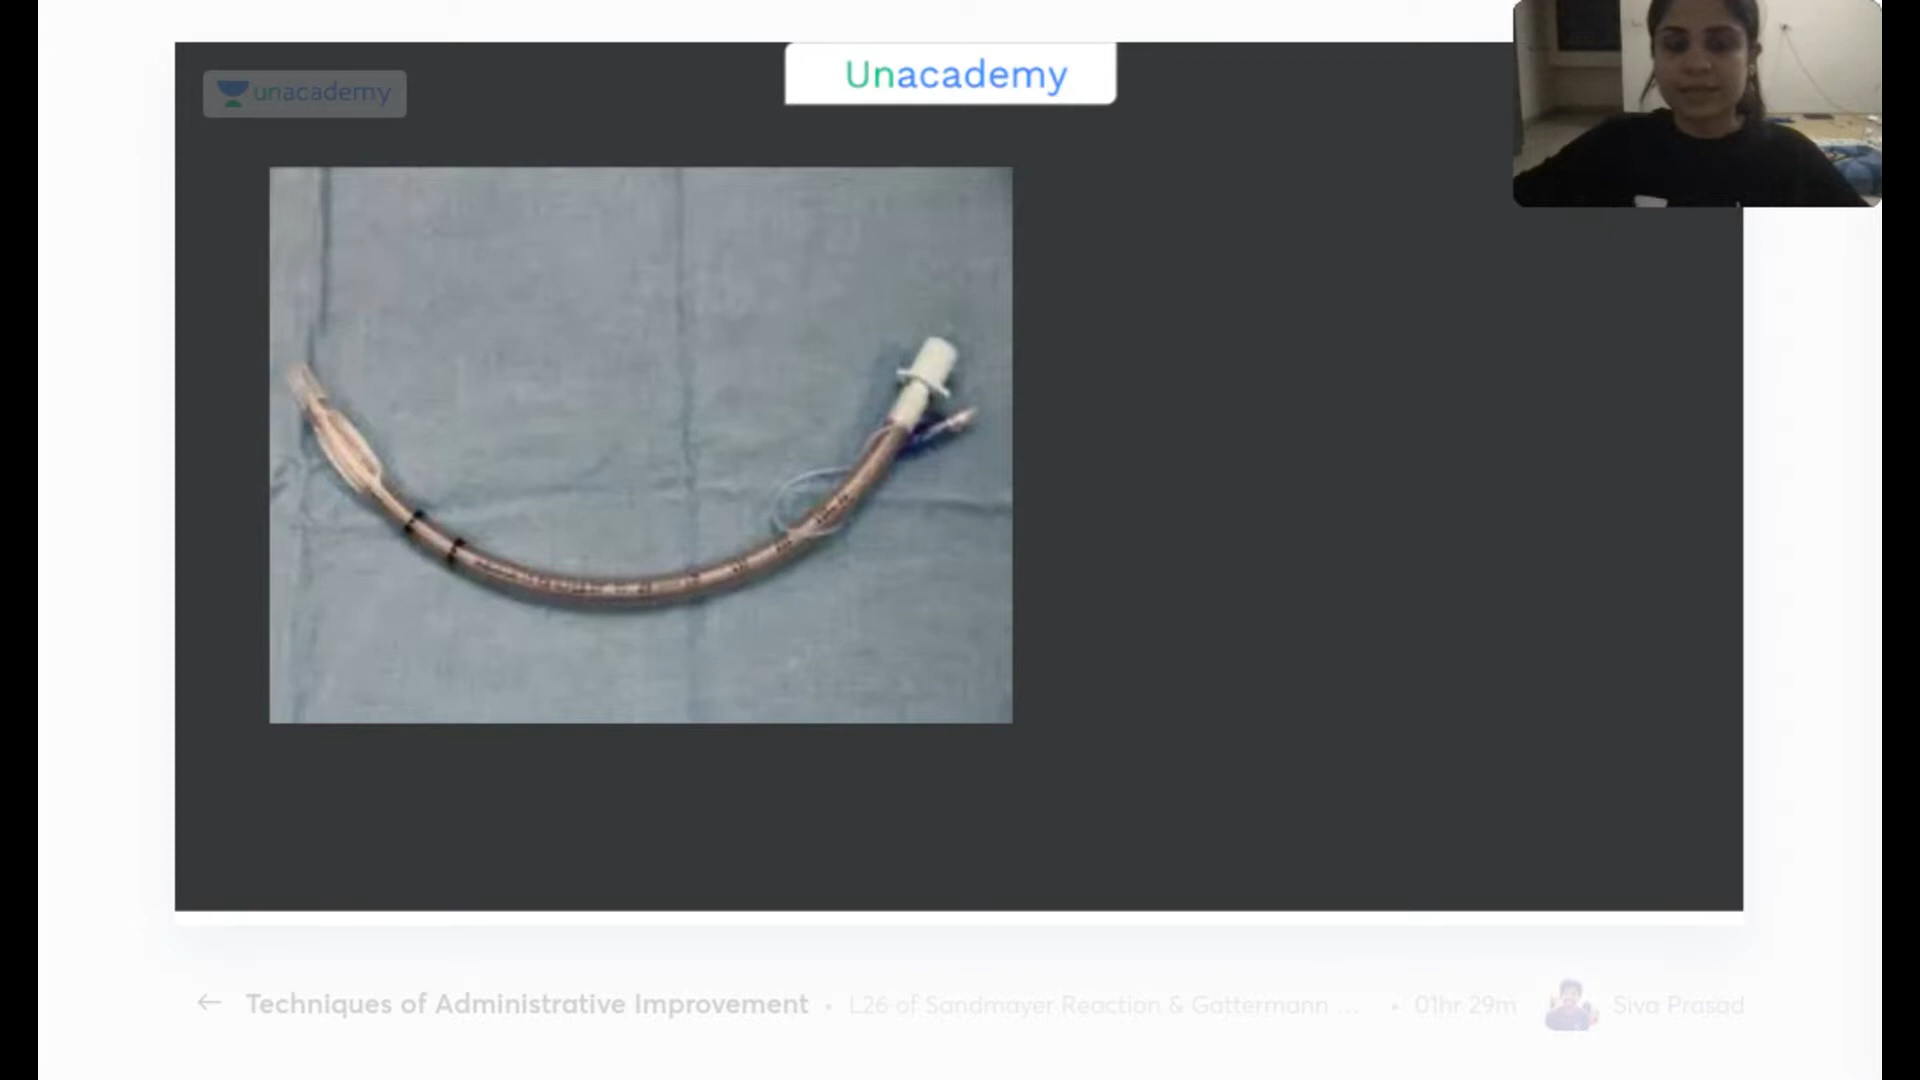 Unacademy
unacademy
Techniques of Administrative Improvement • L26 of Sandmayer Reaction & Gattermann ... • 01hr 29m Siva Prasad